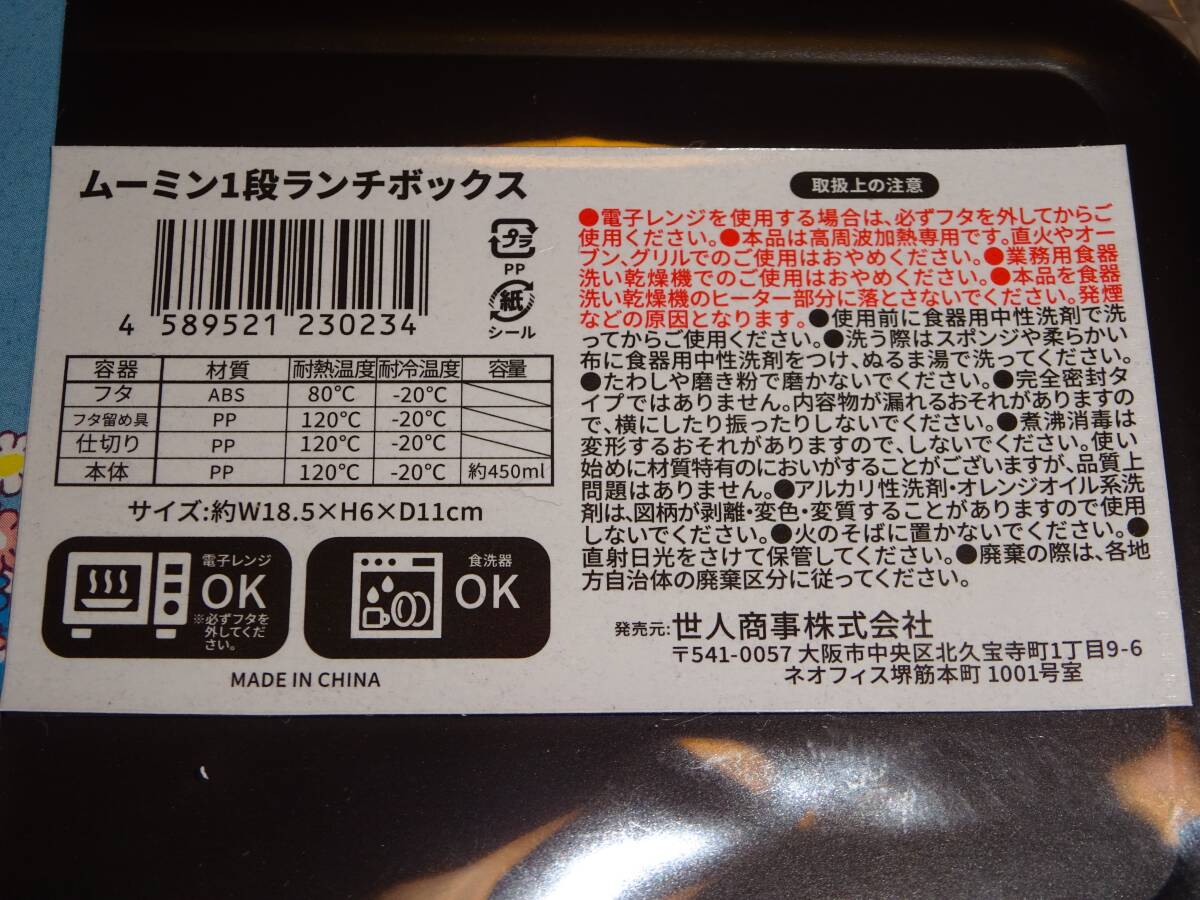 ムーミン1段ランチボックス
プラ
PP
紙
シール
4 589521 230234
容器 材質 耐熱温度 耐冷温度 容量
フタ ABS 80°C -20°C
フタ留め具 PP 120°C -20°C
仕切り PP 120°C -20°C
本体 PP 120°C -20°C 約450ml
サイズ:約W18.5×H6×D11cm
電子レンジ
OK
※必ずフタを
外してくだ
さい。
食洗器
OK
MADE IN CHINA
取扱上の注意
●電子レンジを使用する場合は、必ずフタを外してからご
使用ください。●本品は高周波加熱専用です。直火やオー
ブン、グリルでのご使用はおやめください。●業務用食器
洗い乾燥機でのご使用はおやめください。●本品を食器
洗い乾燥機のヒーター部分に落とさないでください。発煙
などの原因となります。●使用前に食器用中性洗剤で洗
ってからご使用ください。●洗う際はスポンジや柔らかい
布に食器用中性洗剤をつけ、ぬるま湯で洗ってください。
●たわしや磨き粉で磨かないでください。●完全密封タ
イプではありません。内容物が漏れるおそれがありますの
で、横にしたり振ったりしないでください。●煮沸消毒は
変形するおそれがありますので、しないでください。使い
始めに材質特有のにおいがすることがございますが、品質上
問題はありません。●アルカリ性洗剤・オレンジオイル系洗
剤は、図柄が剥離・変色・変質することがありますので使用
しないでください。●火のそばに置かないでください。●
直射日光をさけて保管してください。●廃棄の際は、各地
方自治体の廃棄区分に従ってください。
発売元:世人商事株式会社
〒541-0057 大阪市中央区北久宝寺町1丁目9-6
ネオフィス堺筋本町 1001号室